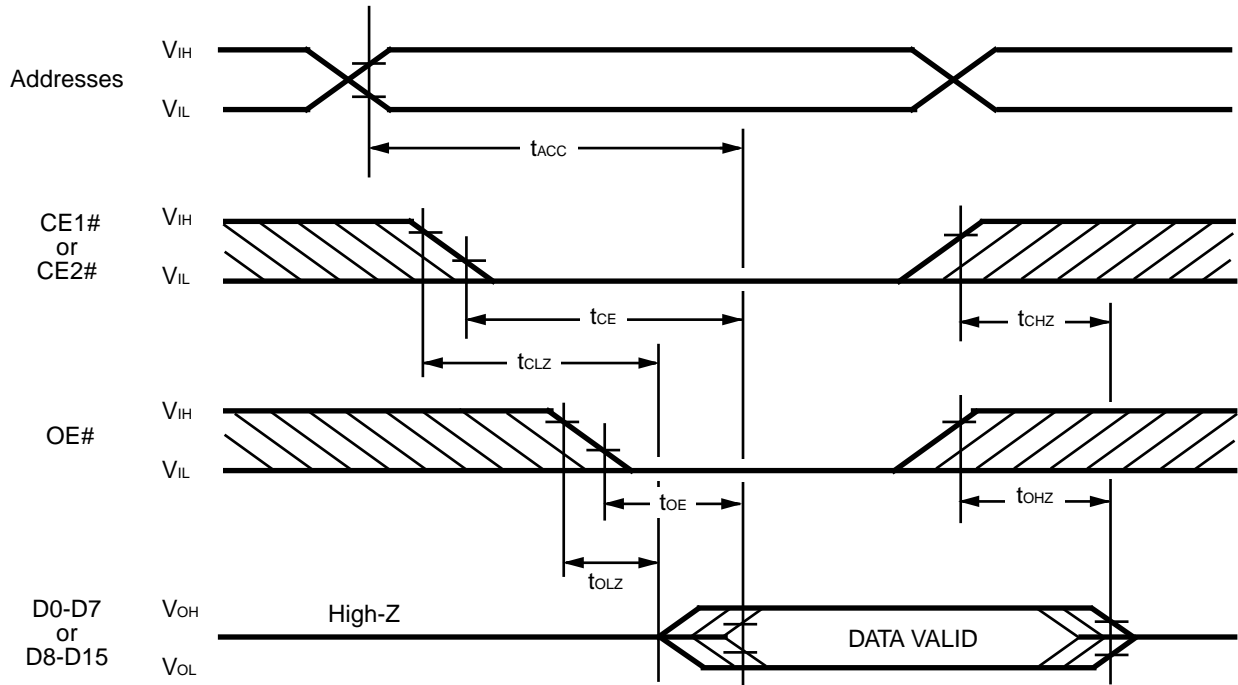 VIH
Addresses
VIL
tACC
CE1#
or
CE2#
VIH
VIL
tCE
tCHZ
tCLZ
VIH
OE#
VIL
tOE
tOHZ
tOLZ
D0-D7
or
D8-D15
VOH
High-Z
DATA VALID
VOL